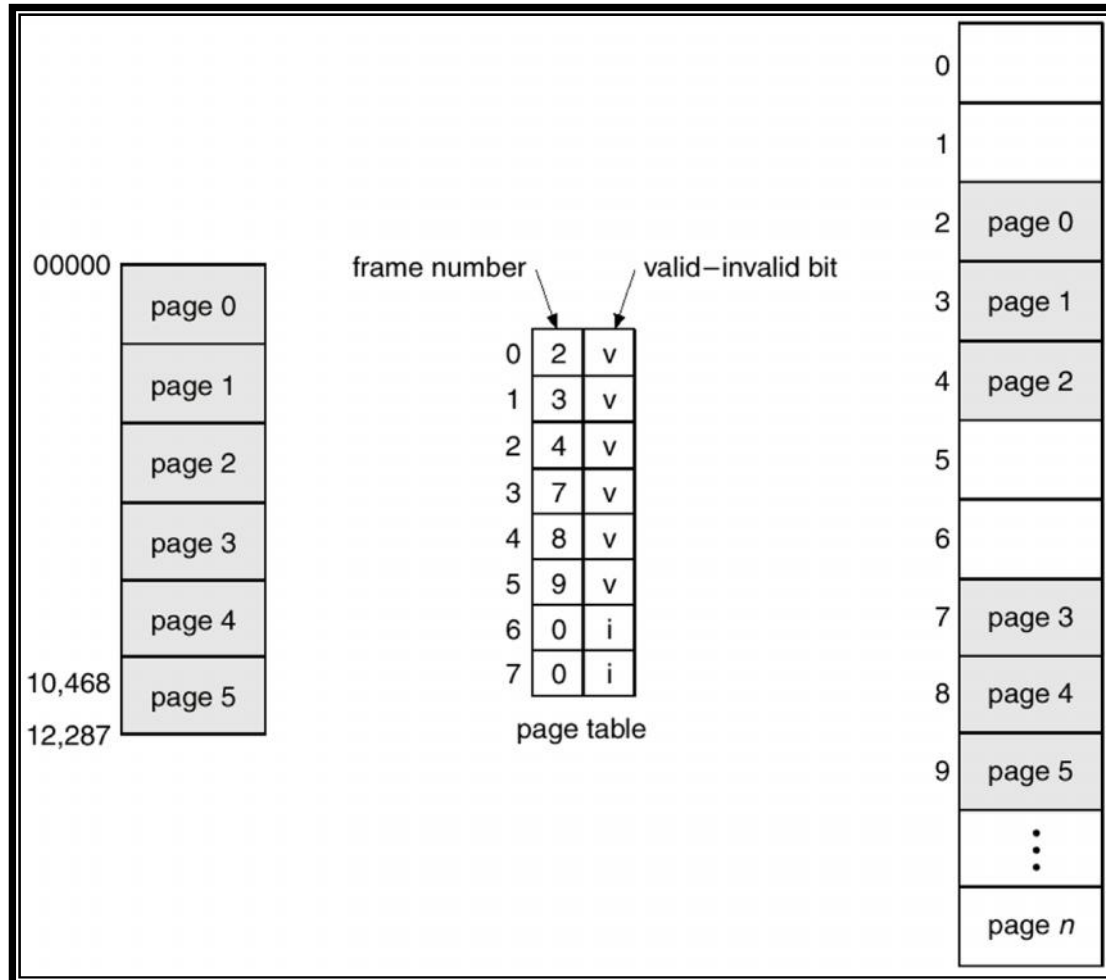 00000
page 0
page 1
page 2
page 3
page 4
10,468
page 5
12,287
frame number
valid–invalid bit
0 2 v
1 3 v
2 4 v
3 7 v
4 8 v
5 9 v
6 0 i
7 0 i
page table
0
1
2 page 0
3 page 1
4 page 2
5
6
7 page 3
8 page 4
9 page 5
⋮
page n